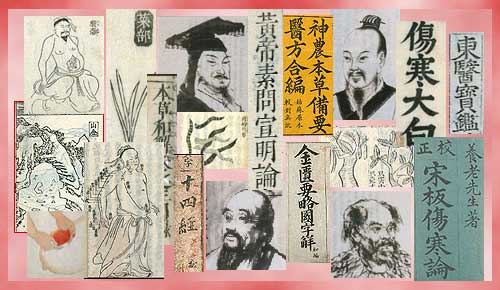 本草和
黃帝素問宣明論
神農本草備要
醫方合編
傷寒大白
東醫寶鑑
十四經
金匱要略國字解
養老先生著
校正
宋板傷寒論